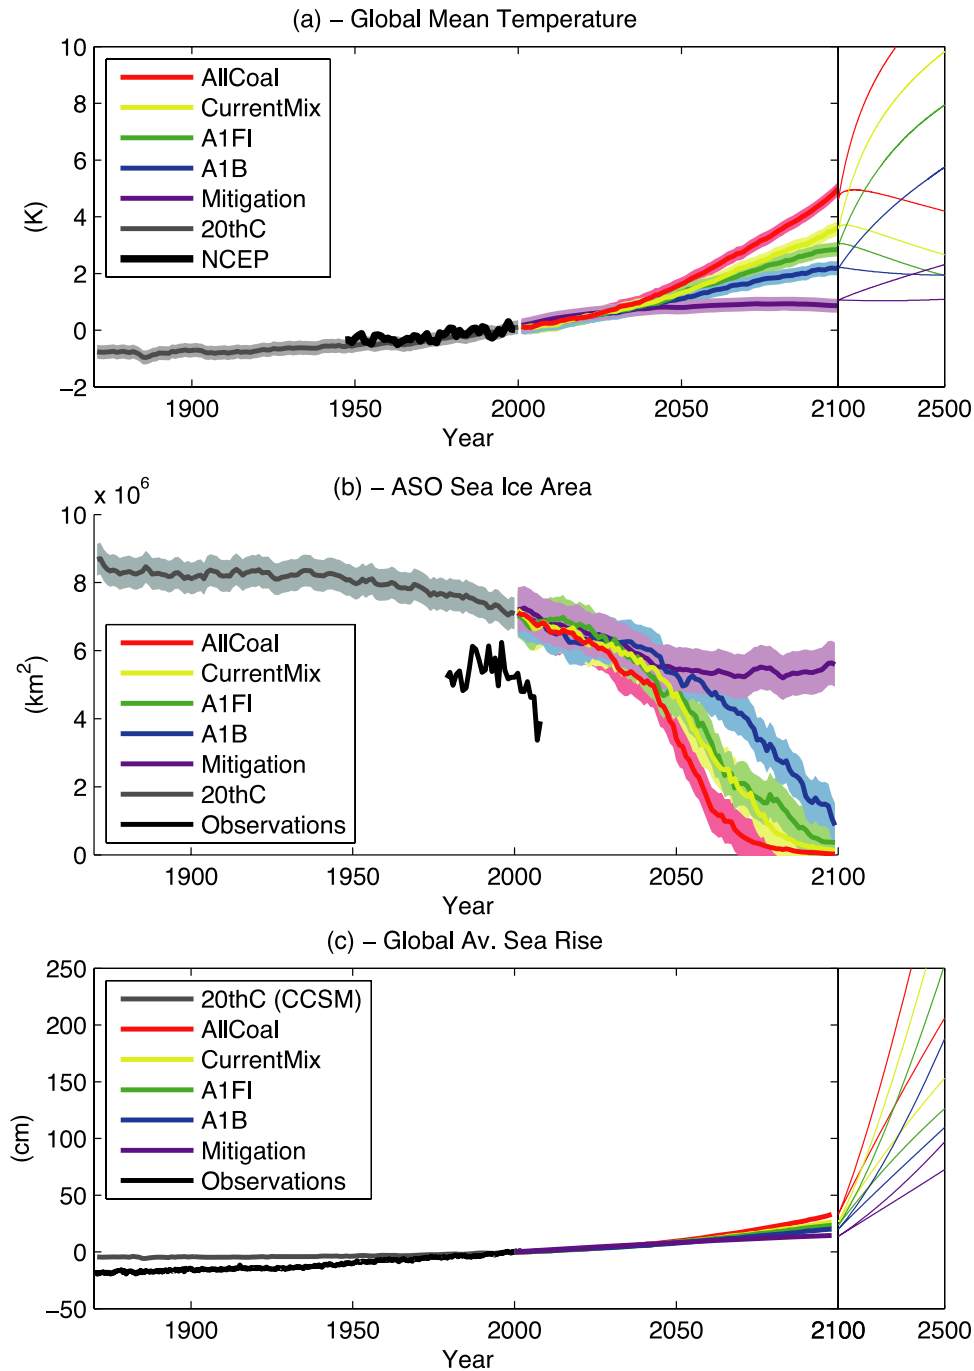 (a) – Global Mean Temperature
10
8
6
4
2
0
−2
(K)
AllCoal
CurrentMix
A1FI
A1B
Mitigation
20thC
NCEP
1900
1950
2000
2050
2100
2500
Year
(b) – ASO Sea Ice Area
x 10^6
10
8
6
4
2
0
(km^2)
AllCoal
CurrentMix
A1FI
A1B
Mitigation
20thC
Observations
1900
1950
2000
2050
2100
Year
(c) – Global Av. Sea Rise
250
200
150
100
50
0
−50
(cm)
20thC (CCSM)
AllCoal
CurrentMix
A1FI
A1B
Mitigation
Observations
1900
1950
2000
2050
2100
2500
Year